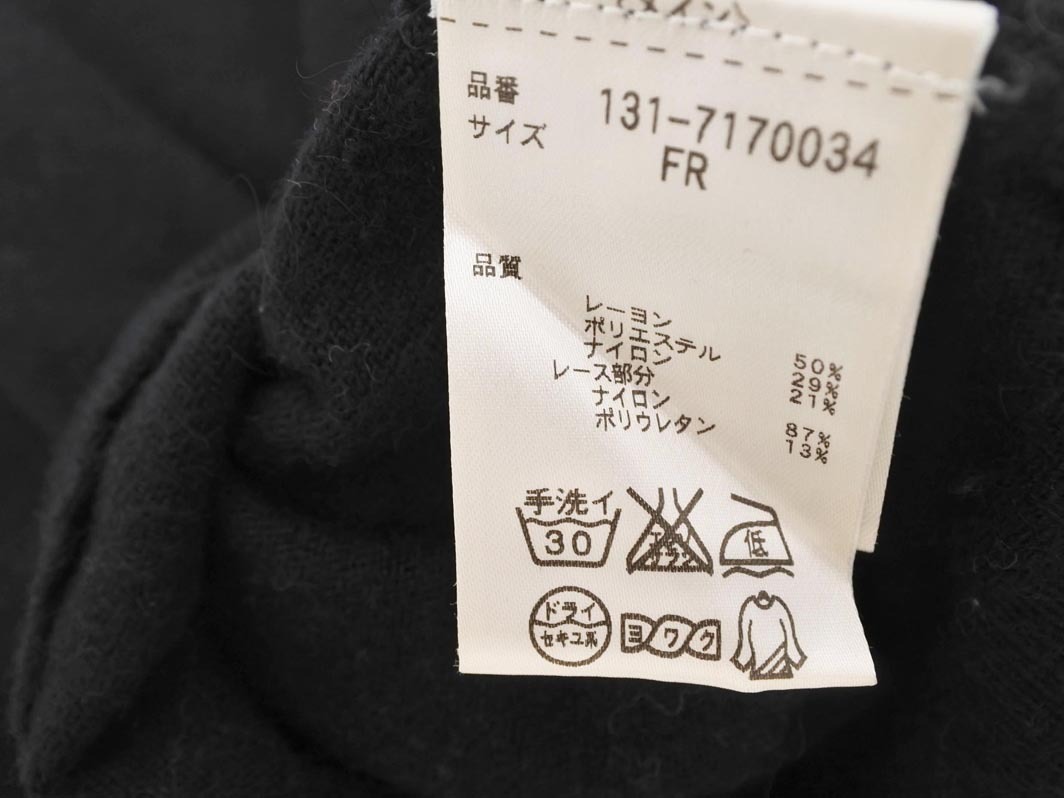 <メイン>
品番 131-7170034
サイズ FR
品質
レーヨン 50%
ポリエステル 29%
ナイロン 21%
レース部分
ナイロン 87%
ポリウレタン 13%
手洗イ
30
低
ドライ
セキユ系
ヨワク